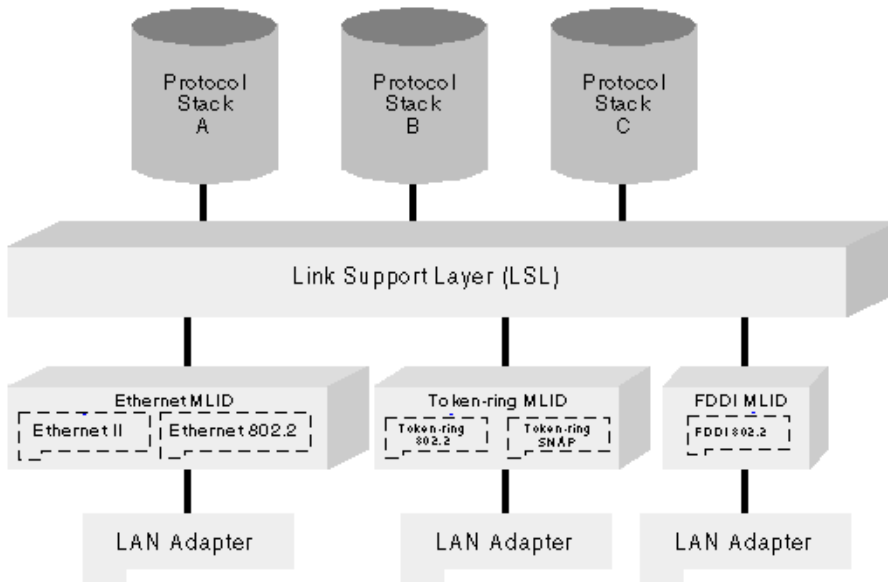 Protocol
Stack
A
Protocol
Stack
B
Protocol
Stack
C
Link Support Layer (LSL)
Ethernet MLID
Ethernet II
Ethernet 802.2
Token-ring MLID
Token-ring
802.2
Token-ring
SNAP
FDDI MLID
FDDI 802.2
LAN Adapter
LAN Adapter
LAN Adapter